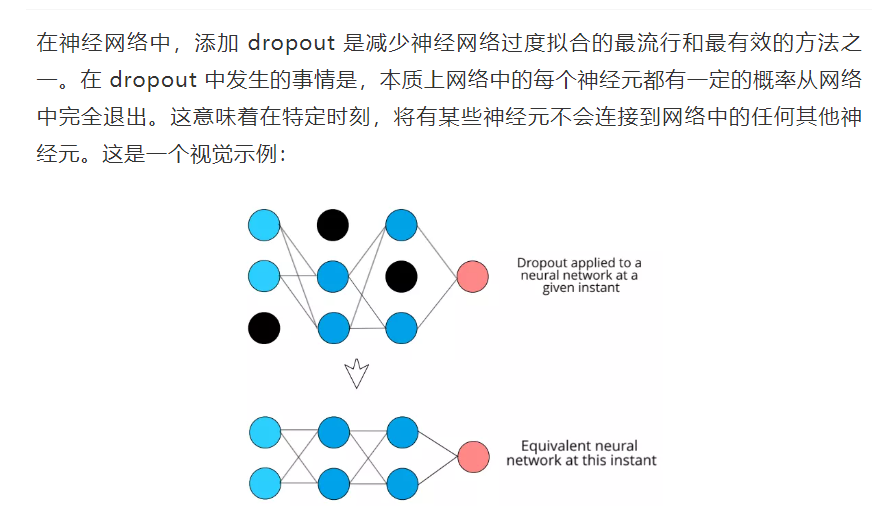 在神经网络中，添加 dropout 是减少神经网络过度拟合的最流行和最有效的方法之
一。在 dropout 中发生的事情是，本质上网络中的每个神经元都有一定的概率从网络
中完全退出。这意味着在特定时刻，将有某些神经元不会连接到网络中的任何其他神
经元。这是一个视觉示例：
Dropout applied to a
neural network at a
given instant
Equivalent neural
network at this instant